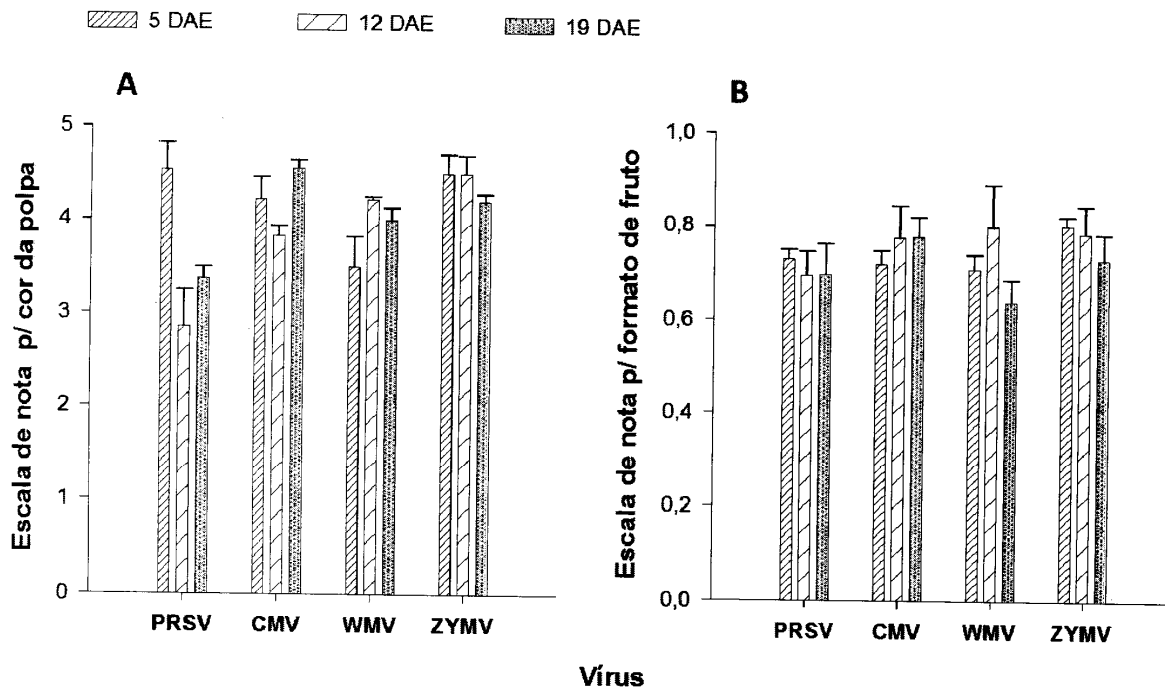 5 DAE 12 DAE 19 DAE
A
Escala de nota p/ cor da polpa
5
4
3
2
1
0
PRSV CMV WMV ZYMV
B
Escala de nota p/ formato de fruto
1,0
0,8
0,6
0,4
0,2
0,0
PRSV CMV WMV ZYMV
Vírus